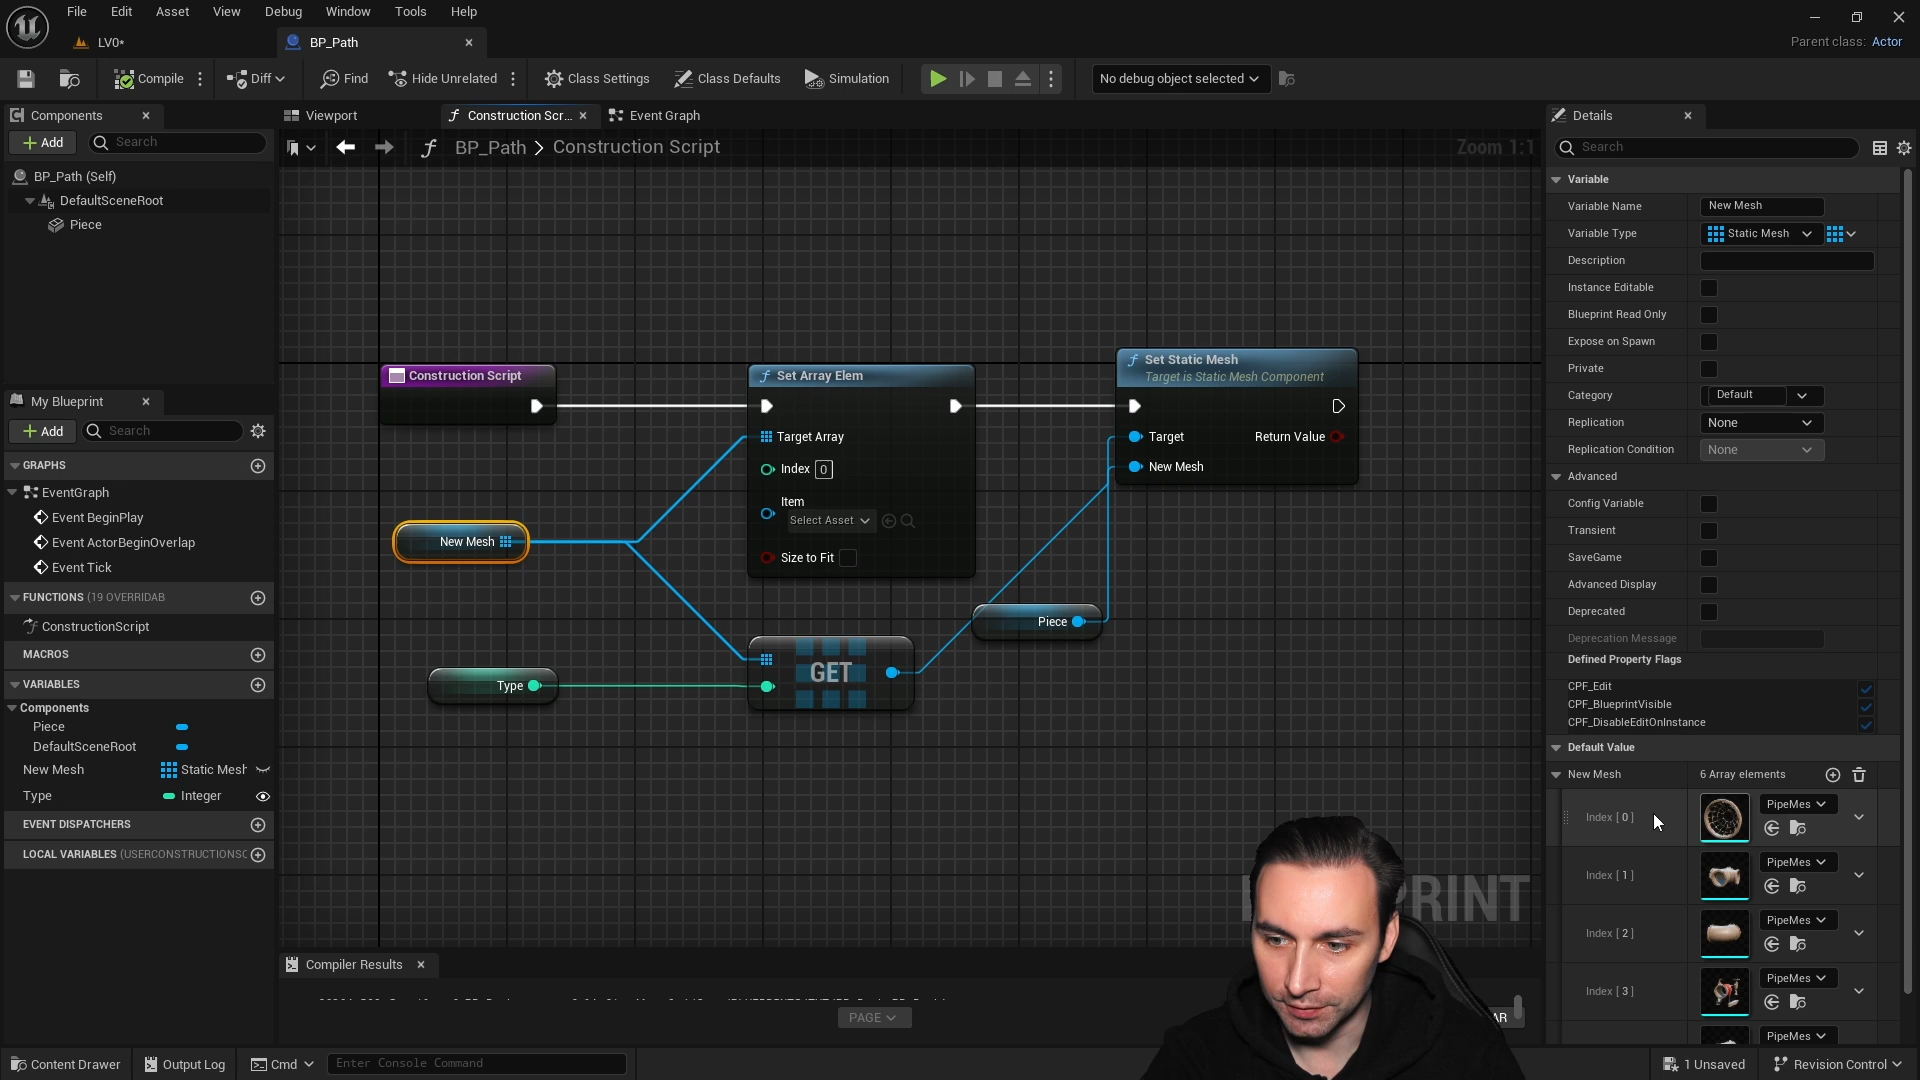 File Edit Asset View Debug Window Tools Help
LV0*
BP_Path
Parent class: Actor
Compile
Diff
Find
Hide Unrelated
Class Settings
Class Defaults
Simulation
No debug object selected
Components
Add
Search
BP_Path (Self)
DefaultSceneRoot
Piece
My Blueprint
Add
Search
GRAPHS
EventGraph
Event BeginPlay
Event ActorBeginOverlap
Event Tick
FUNCTIONS (19 OVERRIDAB
ConstructionScript
MACROS
VARIABLES
Components
Piece
DefaultSceneRoot
New Mesh Static Mesh
Type Integer
EVENT DISPATCHERS
LOCAL VARIABLES (USERCONSTRUCTIONSC
Viewport
Construction Scr...
Event Graph
BP_Path > Construction Script
Zoom 1:1
Construction Script
Set Array Elem
Target Array
Index 0
Item
Select Asset
Size to Fit
Set Static Mesh
Target is Static Mesh Component
Target Return Value
New Mesh
New Mesh
Type
GET
Piece
PRINT
Compiler Results
PAGE
AR
Details
Search
Variable
Variable Name New Mesh
Variable Type Static Mesh
Description
Instance Editable
Blueprint Read Only
Expose on Spawn
Private
Category Default
Replication None
Replication Condition None
Advanced
Config Variable
Transient
SaveGame
Advanced Display
Deprecated
Deprecation Message
Defined Property Flags
CPF_Edit
CPF_BlueprintVisible
CPF_DisableEditOnInstance
Default Value
New Mesh 6 Array elements
Index [ 0 ] PipeMes
Index [ 1 ] PipeMes
Index [ 2 ] PipeMes
Index [ 3 ] PipeMes
PipeMes
Content Drawer
Output Log
Cmd
Enter Console Command
1 Unsaved
Revision Control